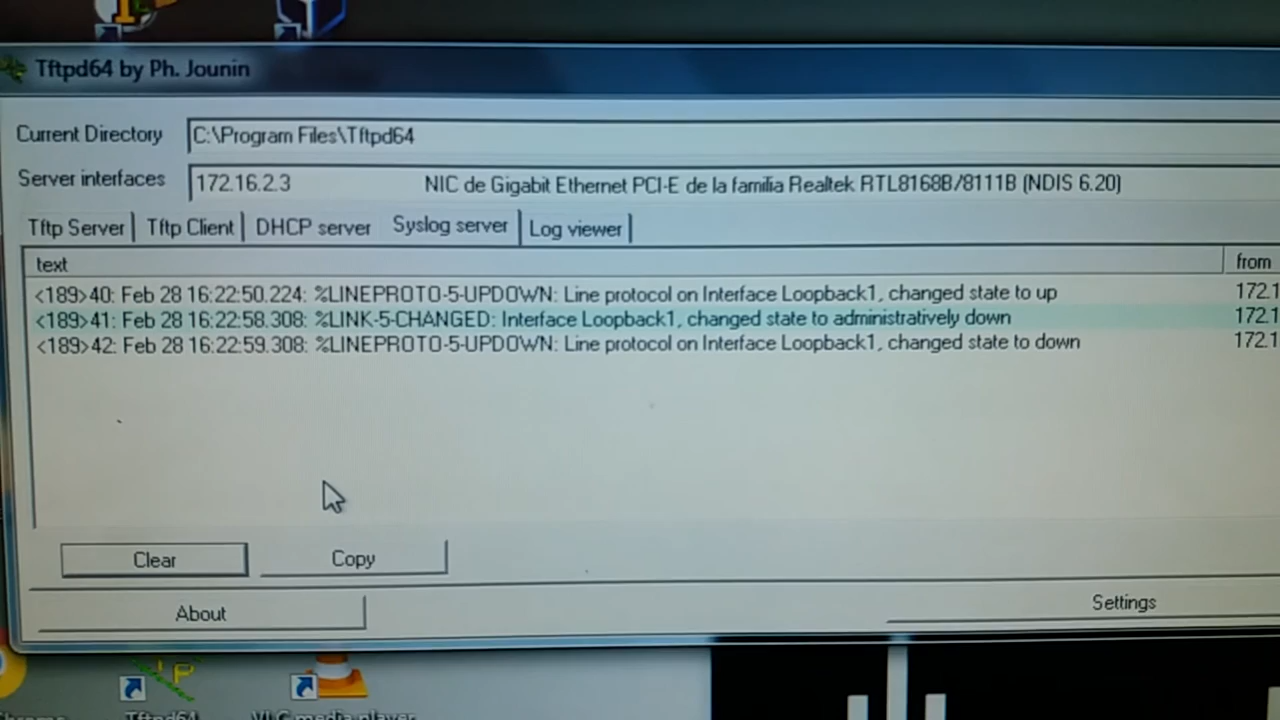 Tftpd64 by Ph. Jounin
Current Directory C:\Program Files\Tftpd64
Server interfaces 172.16.2.3 NIC de Gigabit Ethernet PCI-E de la familia Realtek RTL8168B/8111B (NDIS 6.20)
Tftp Server Tftp Client DHCP server Syslog server Log viewer
text from
<189>40: Feb 28 16:22:50.224: %LINEPROTO-5-UPDOWN: Line protocol on Interface Loopback1, changed state to up 172.1
<189>41: Feb 28 16:22:58.308: %LINK-5-CHANGED: Interface Loopback1, changed state to administratively down 172.1
<189>42: Feb 28 16:22:59.308: %LINEPROTO-5-UPDOWN: Line protocol on Interface Loopback1, changed state to down 172.1
Clear Copy
About Settings
Tftpd64 VLC media player